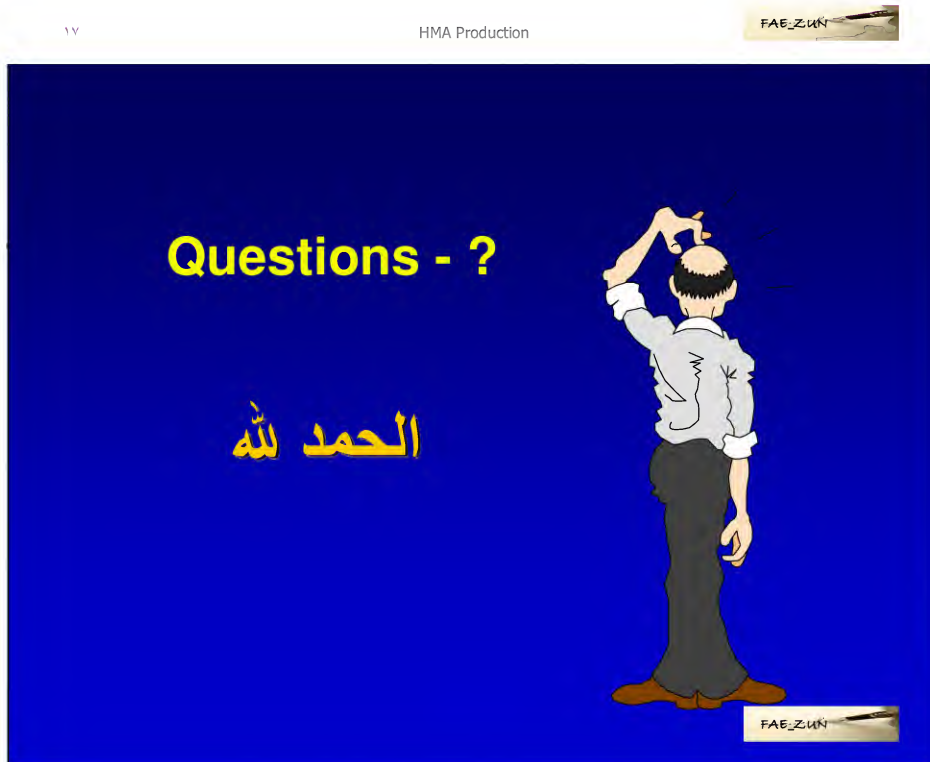 ١٧
HMA Production
FAE_ZUN
Questions - ?
الحمد لله
FAE_ZUN